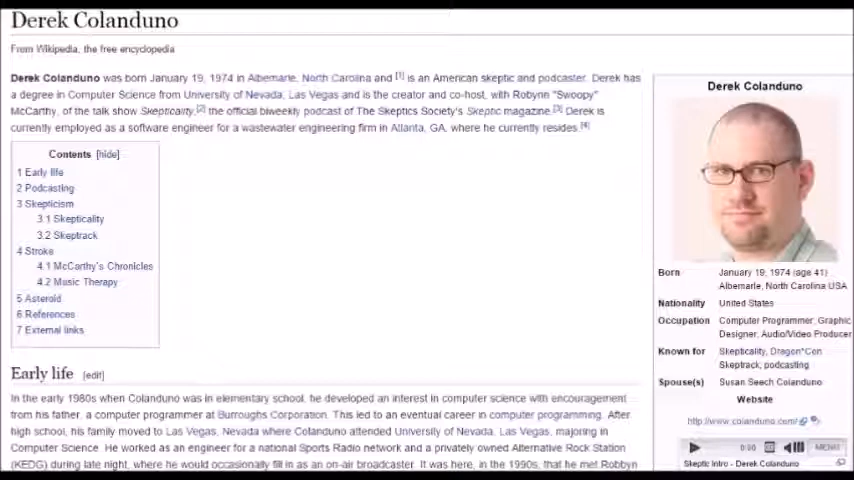 Derek Colanduno
From Wikipedia, the free encyclopedia
Derek Colanduno was born January 19, 1974 in Albemarle, North Carolina and [1] is an American skeptic and podcaster. Derek has
a degree in Computer Science from University of Nevada, Las Vegas and is the creator and co-host, with Robynn "Swoopy"
McCarthy, of the talk show Skepticality,[2] the official biweekly podcast of The Skeptics Society's Skeptic magazine.[3] Derek is
currently employed as a software engineer for a wastewater engineering firm in Atlanta, GA, where he currently resides.[4]
Contents [hide]
1 Early life
2 Podcasting
3 Skepticism
3.1 Skepticality
3.2 Skeptrack
4 Stroke
4.1 McCarthy's Chronicles
4.2 Music Therapy
5 Asteroid
6 References
7 External links
Early life [edit]
In the early 1980s when Colanduno was in elementary school, he developed an interest in computer science with encouragement
from his father, a computer programmer at Burroughs Corporation. This led to an eventual career in computer programming. After
high school, his family moved to Las Vegas, Nevada where Colanduno attended University of Nevada, Las Vegas, majoring in
Computer Science. He worked as an engineer for a national Sports Radio network and a privately owned Alternative Rock Station
(KEDG) during late night, where he would occasionally fill in as an on-air broadcaster. It was here, in the 1990s, that he met Robbyn
Derek Colanduno
Born January 19, 1974 (age 41)
Albemarle, North Carolina USA
Nationality United States
Occupation Computer Programmer, Graphic
Designer, Audio/Video Producer
Known for Skepticality, Dragon*Con
Skeptrack, podcasting
Spouse(s) Susan Seech Colanduno
Website
http://www.colanduno.com/
0:00 MENU
Skeptic Intro - Derek Colanduno